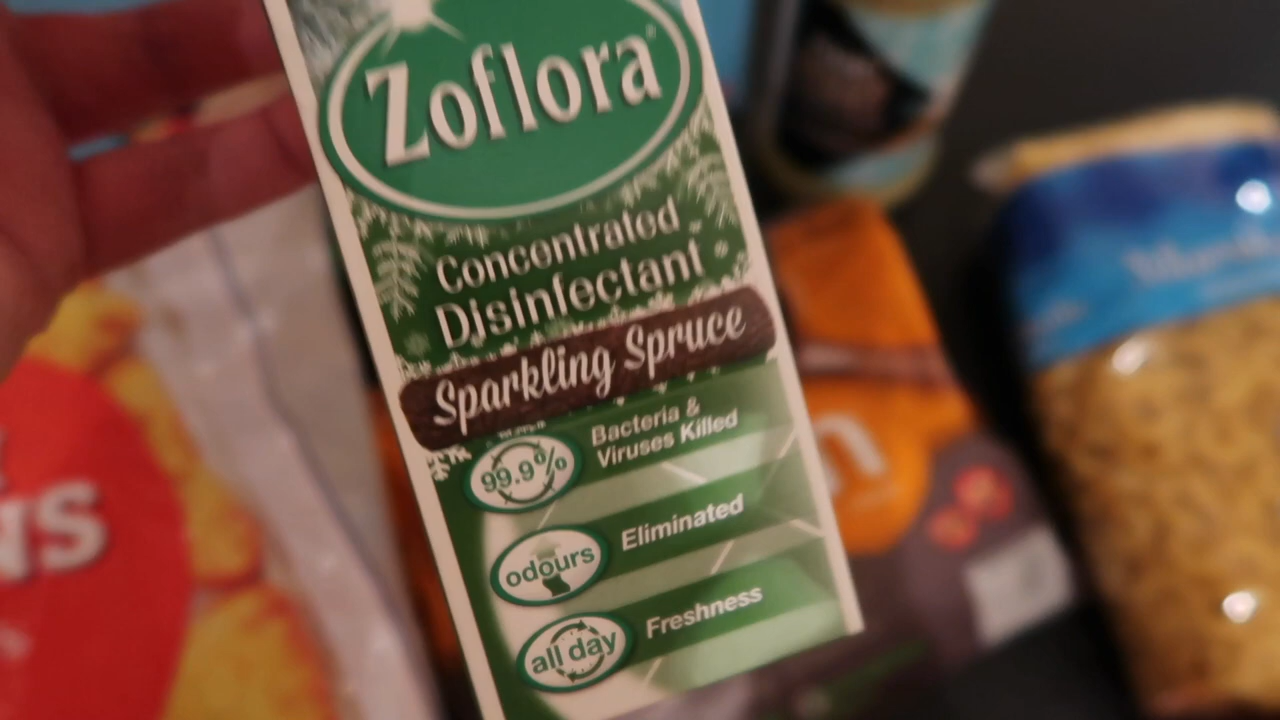 Zoflora
Concentrated
Disinfectant
Sparkling Spruce
99.9%
Bacteria &
Viruses Killed
odours
Eliminated
all day
Freshness